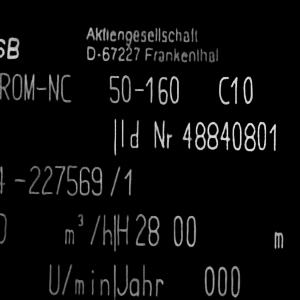 SB Aktiengesellschaft
D-67227 Frankenthal
ROM-NC 50-160 C10
Id Nr 48840801
4-227569/1
0 m³/h H 28 00 m
U/min Jahr 000